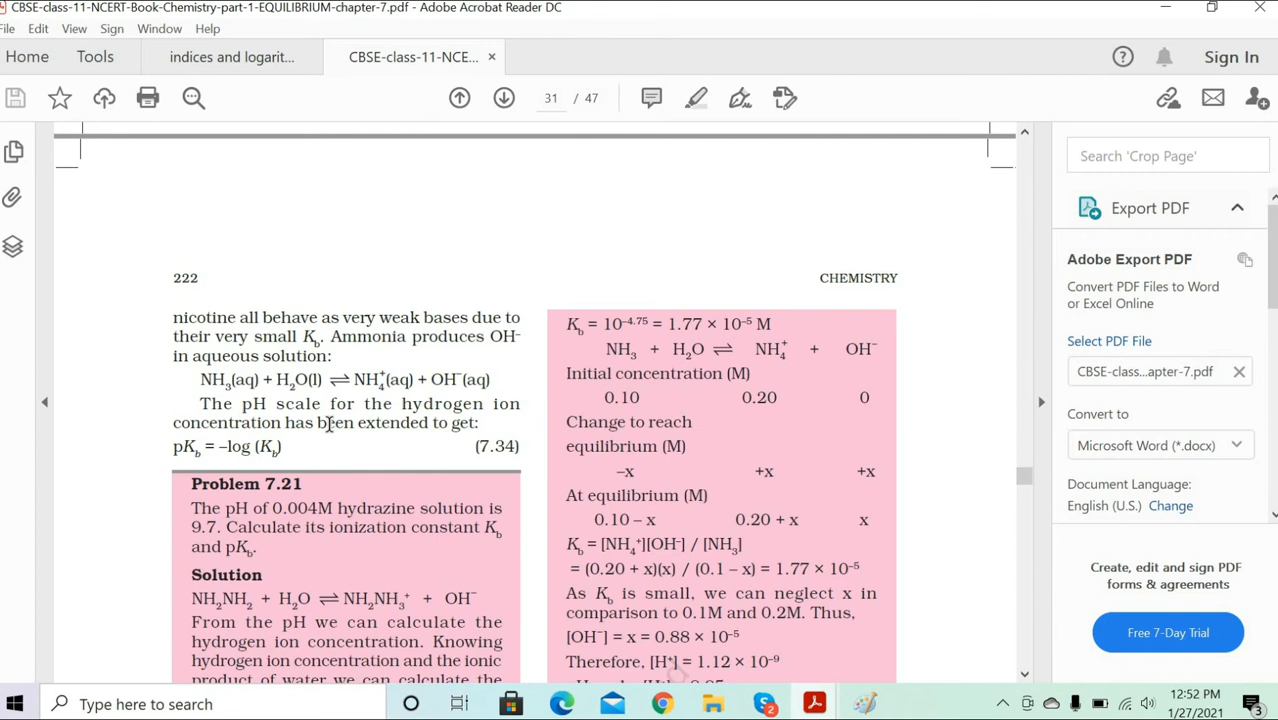 CBSE-class-11-NCERT-Book-Chemistry-part-1-EQUILIBRIUM-chapter-7.pdf - Adobe Acrobat Reader DC
File Edit View Sign Window Help
Home Tools indices and logarit... CBSE-class-11-NCE... × Sign In
31 / 47
222
CHEMISTRY
nicotine all behave as very weak bases due to
their very small K_b. Ammonia produces OH⁻
in aqueous solution:
NH₃(aq) + H₂O(l) ⇌ NH₄⁺(aq) + OH⁻(aq)
The pH scale for the hydrogen ion
concentration has been extended to get:
pK_b = –log (K_b) (7.34)
Problem 7.21
The pH of 0.004M hydrazine solution is
9.7. Calculate its ionization constant K_b
and pK_b.
Solution
NH₂NH₂ + H₂O ⇌ NH₂NH₃⁺ + OH⁻
From the pH we can calculate the
hydrogen ion concentration. Knowing
hydrogen ion concentration and the ionic
product of water we can calculate the
K_b = 10⁻⁴·⁷⁵ = 1.77 × 10⁻⁵ M
NH₃ + H₂O ⇌ NH₄⁺ + OH⁻
Initial concentration (M)
0.10 0.20 0
Change to reach
equilibrium (M)
–x +x +x
At equilibrium (M)
0.10 – x 0.20 + x x
K_b = [NH₄⁺][OH⁻] / [NH₃]
= (0.20 + x)(x) / (0.1 – x) = 1.77 × 10⁻⁵
As K_b is small, we can neglect x in
comparison to 0.1M and 0.2M. Thus,
[OH⁻] = x = 0.88 × 10⁻⁵
Therefore, [H⁺] = 1.12 × 10⁻⁹
Search 'Crop Page'
Export PDF
Adobe Export PDF
Convert PDF Files to Word
or Excel Online
Select PDF File
CBSE-class...apter-7.pdf ×
Convert to
Microsoft Word (*.docx)
Document Language:
English (U.S.) Change
Create, edit and sign PDF
forms & agreements
Free 7-Day Trial
Type here to search
2
12:52 PM
1/27/2021
3